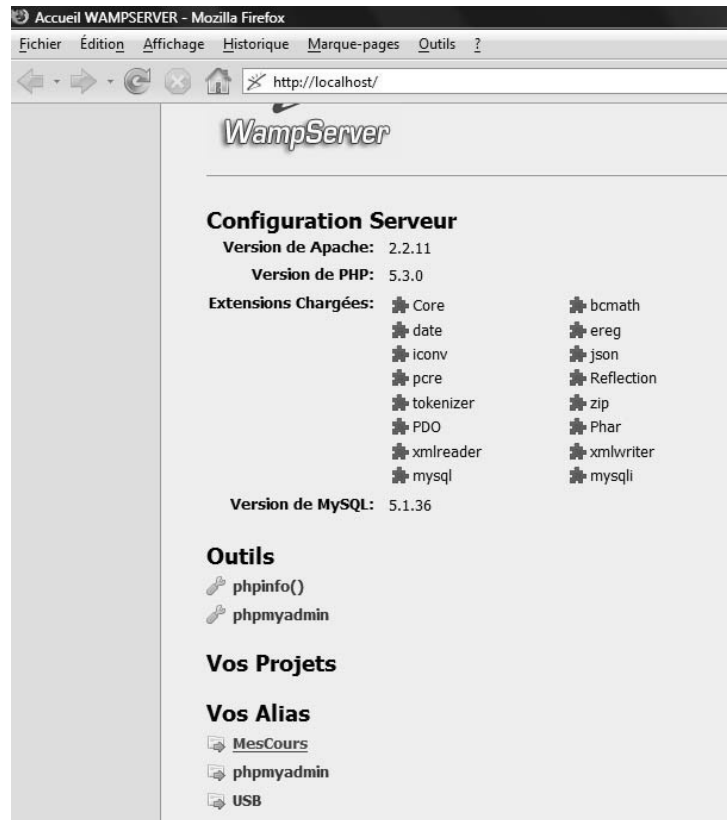 Accueil WAMPSERVER - Mozilla Firefox
Fichier Édition Affichage Historique Marque-pages Outils ?
http://localhost/
WampServer
Configuration Serveur
Version de Apache: 2.2.11
Version de PHP: 5.3.0
Extensions Chargées: Core bcmath
date ereg
iconv json
pcre Reflection
tokenizer zip
PDO Phar
xmlreader xmlwriter
mysql mysqli
Version de MySQL: 5.1.36
Outils
phpinfo()
phpmyadmin
Vos Projets
Vos Alias
MesCours
phpmyadmin
USB